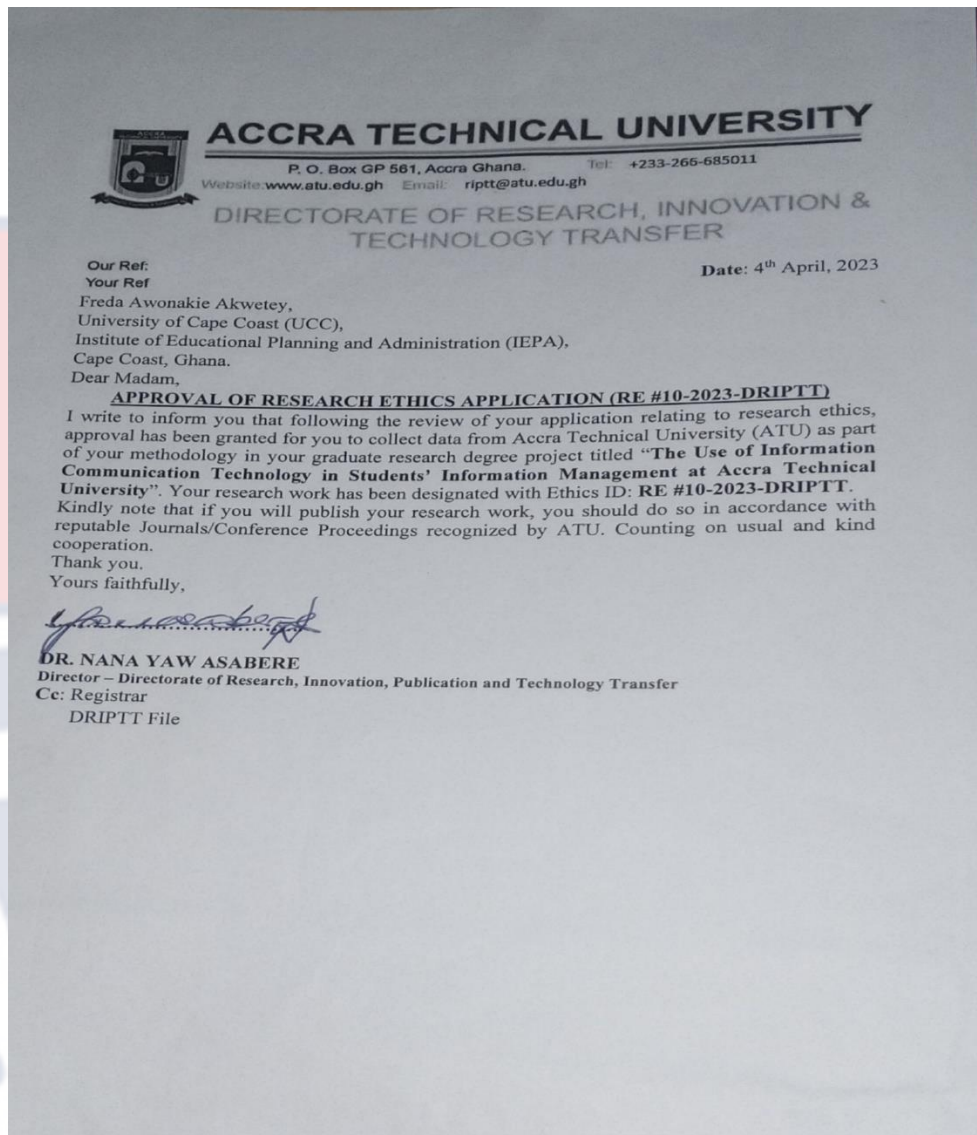 ACCRA
ACCRA TECHNICAL UNIVERSITY
P. O. Box GP 561, Accra Ghana. Tel: +233-266-685011
Website:www.atu.edu.gh Email: riptt@atu.edu.gh
DIRECTORATE OF RESEARCH, INNOVATION &
TECHNOLOGY TRANSFER
Our Ref:
Date: 4th April, 2023
Your Ref
Freda Awonakie Akwetey,
University of Cape Coast (UCC),
Institute of Educational Planning and Administration (IEPA),
Cape Coast, Ghana.
Dear Madam,
APPROVAL OF RESEARCH ETHICS APPLICATION (RE #10-2023-DRIPTT)
I write to inform you that following the review of your application relating to research ethics,
approval has been granted for you to collect data from Accra Technical University (ATU) as part
of your methodology in your graduate research degree project titled “The Use of Information
Communication Technology in Students’ Information Management at Accra Technical
University”. Your research work has been designated with Ethics ID: RE #10-2023-DRIPTT.
Kindly note that if you will publish your research work, you should do so in accordance with
reputable Journals/Conference Proceedings recognized by ATU. Counting on usual and kind
cooperation.
Thank you.
Yours faithfully,
DR. NANA YAW ASABERE
Director – Directorate of Research, Innovation, Publication and Technology Transfer
Cc: Registrar
DRIPTT File